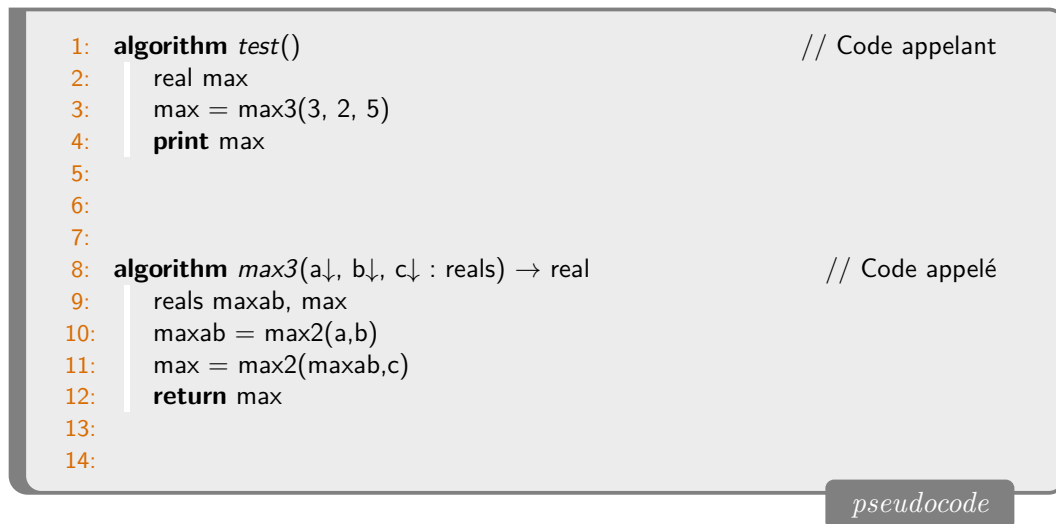 1: algorithm test() // Code appelant
2: real max
3: max = max3(3, 2, 5)
4: print max
5:
6:
7:
8: algorithm max3(a↓, b↓, c↓ : reals) → real // Code appelé
9: reals maxab, max
10: maxab = max2(a,b)
11: max = max2(maxab,c)
12: return max
13:
14:
pseudocode